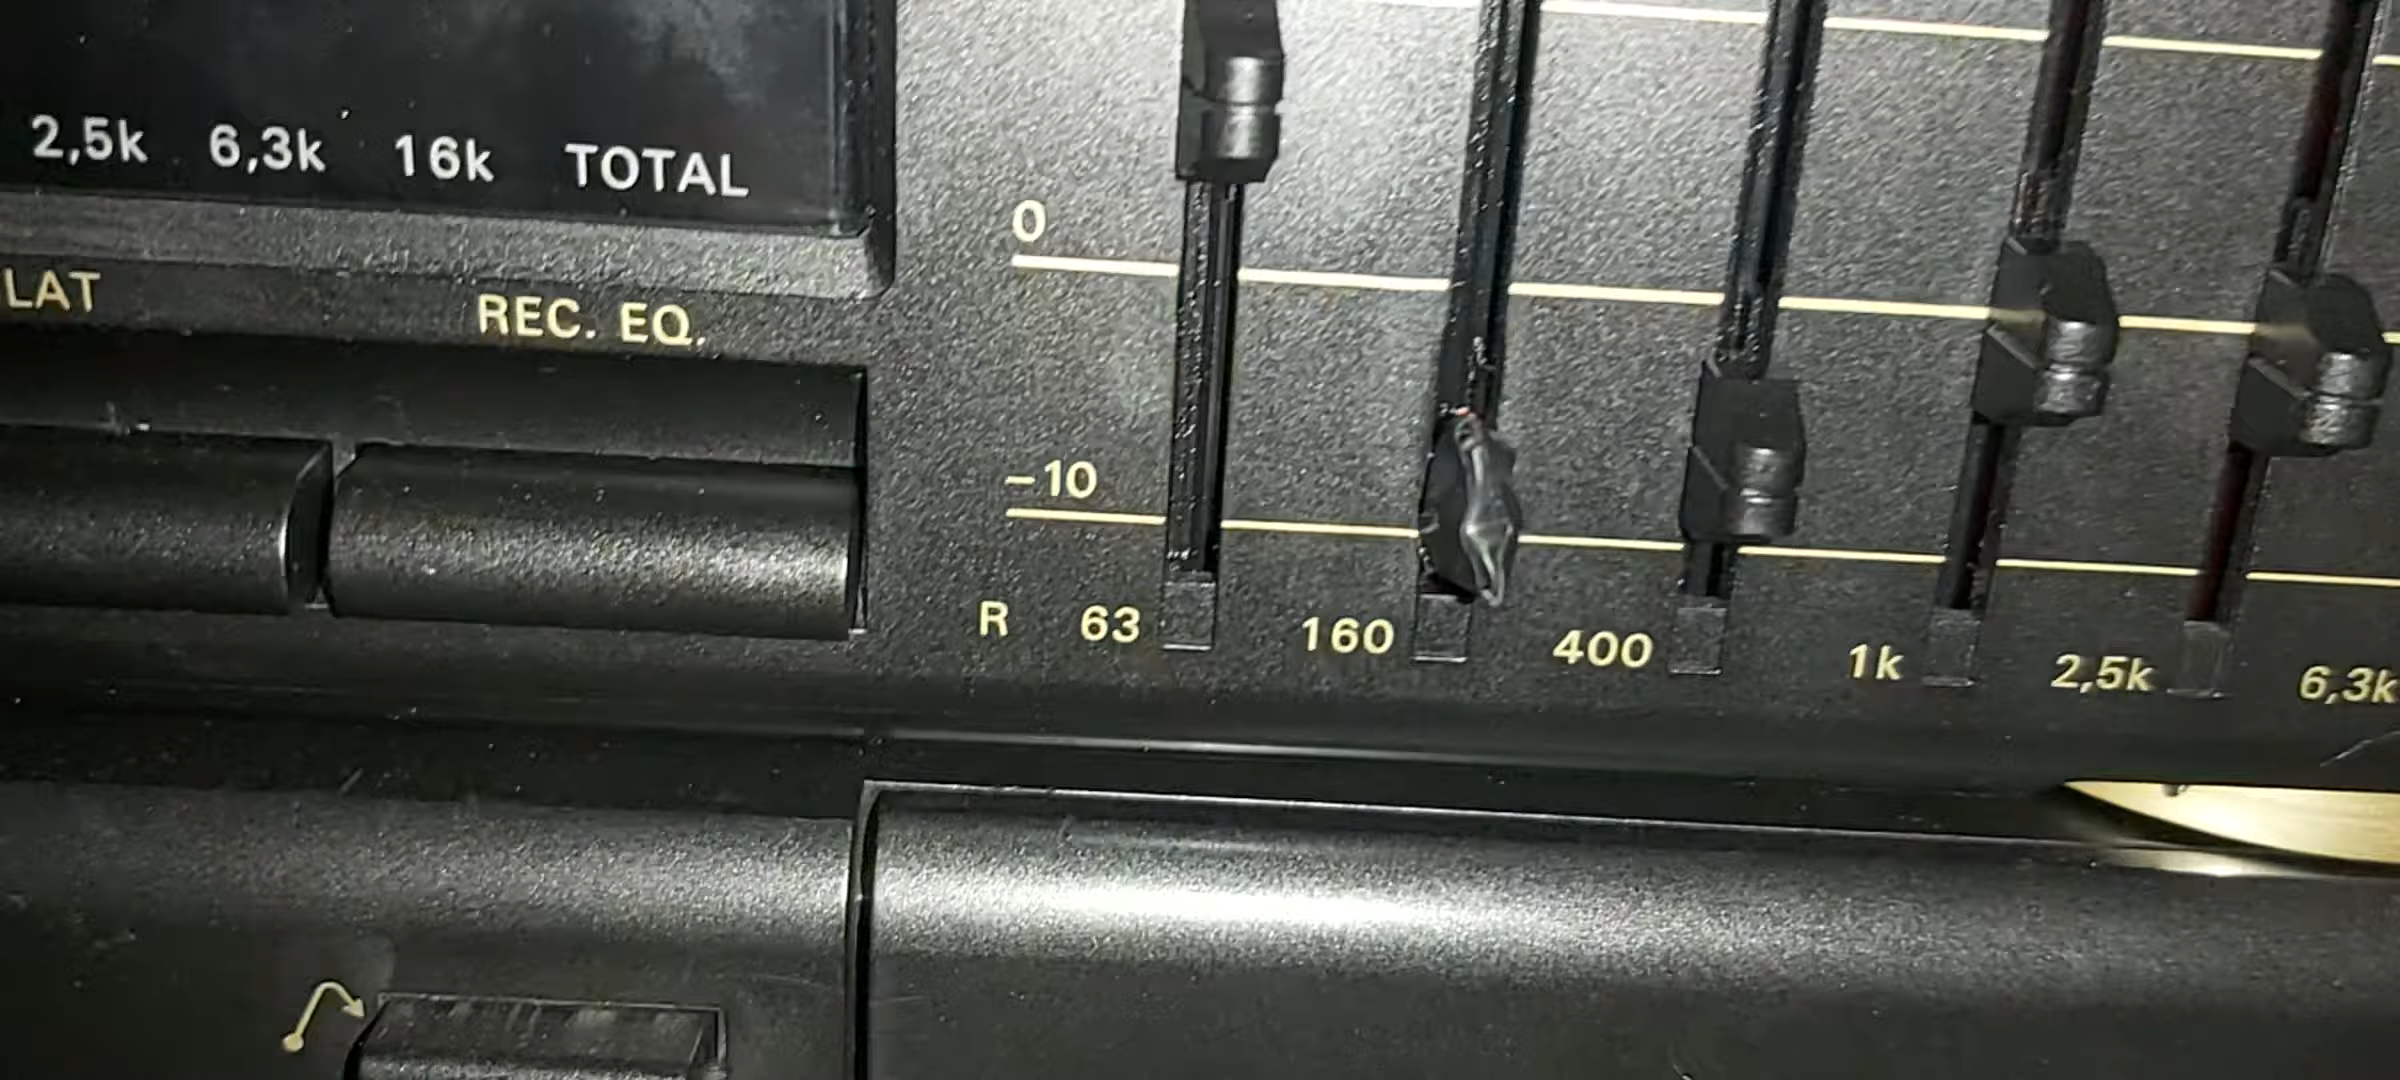 2,5k 6,3k 16k TOTAL
LAT REC. EQ.
0
-10
R 63 160 400 1k 2,5k 6,3k